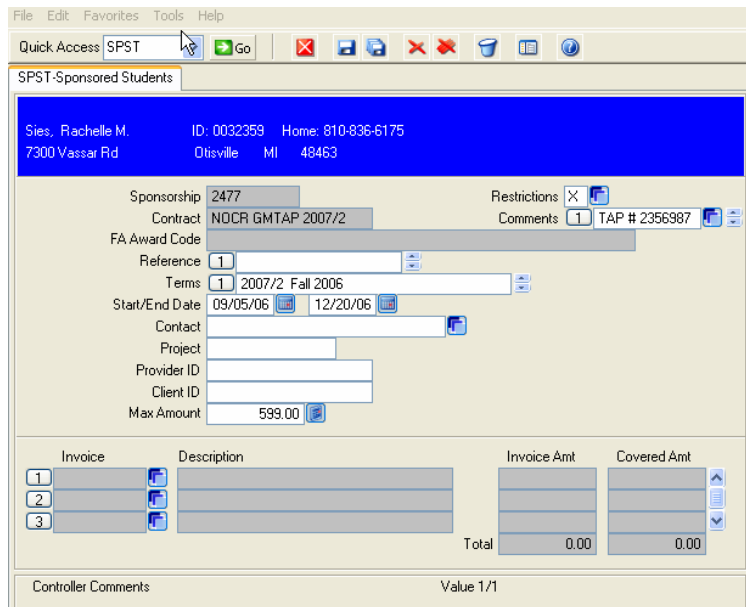 File Edit Favorites Tools Help
Quick Access SPST Go
SPST-Sponsored Students
Sies, Rachelle M. ID: 0032359 Home: 810-836-6175
7300 Vassar Rd Otisville MI 48463
Sponsorship 2477 Restrictions X
Contract NOCR GMTAP 2007/2 Comments 1 TAP # 2356987
FA Award Code
Reference 1
Terms 1 2007/2 Fall 2006
Start/End Date 09/05/06 12/20/06
Contact
Project
Provider ID
Client ID
Max Amount 599.00
Invoice Description Invoice Amt Covered Amt
1
2
3
Total 0.00 0.00
Controller Comments Value 1/1